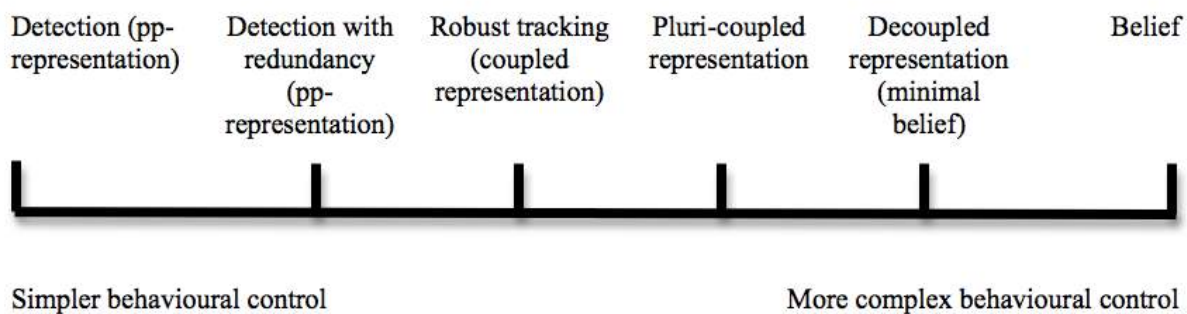 Detection (pp-
representation)
Detection with
redundancy
(pp-
representation)
Robust tracking
(coupled
representation)
Pluri-coupled
representation
Decoupled
representation
(minimal
belief)
Belief
Simpler behavioural control
More complex behavioural control